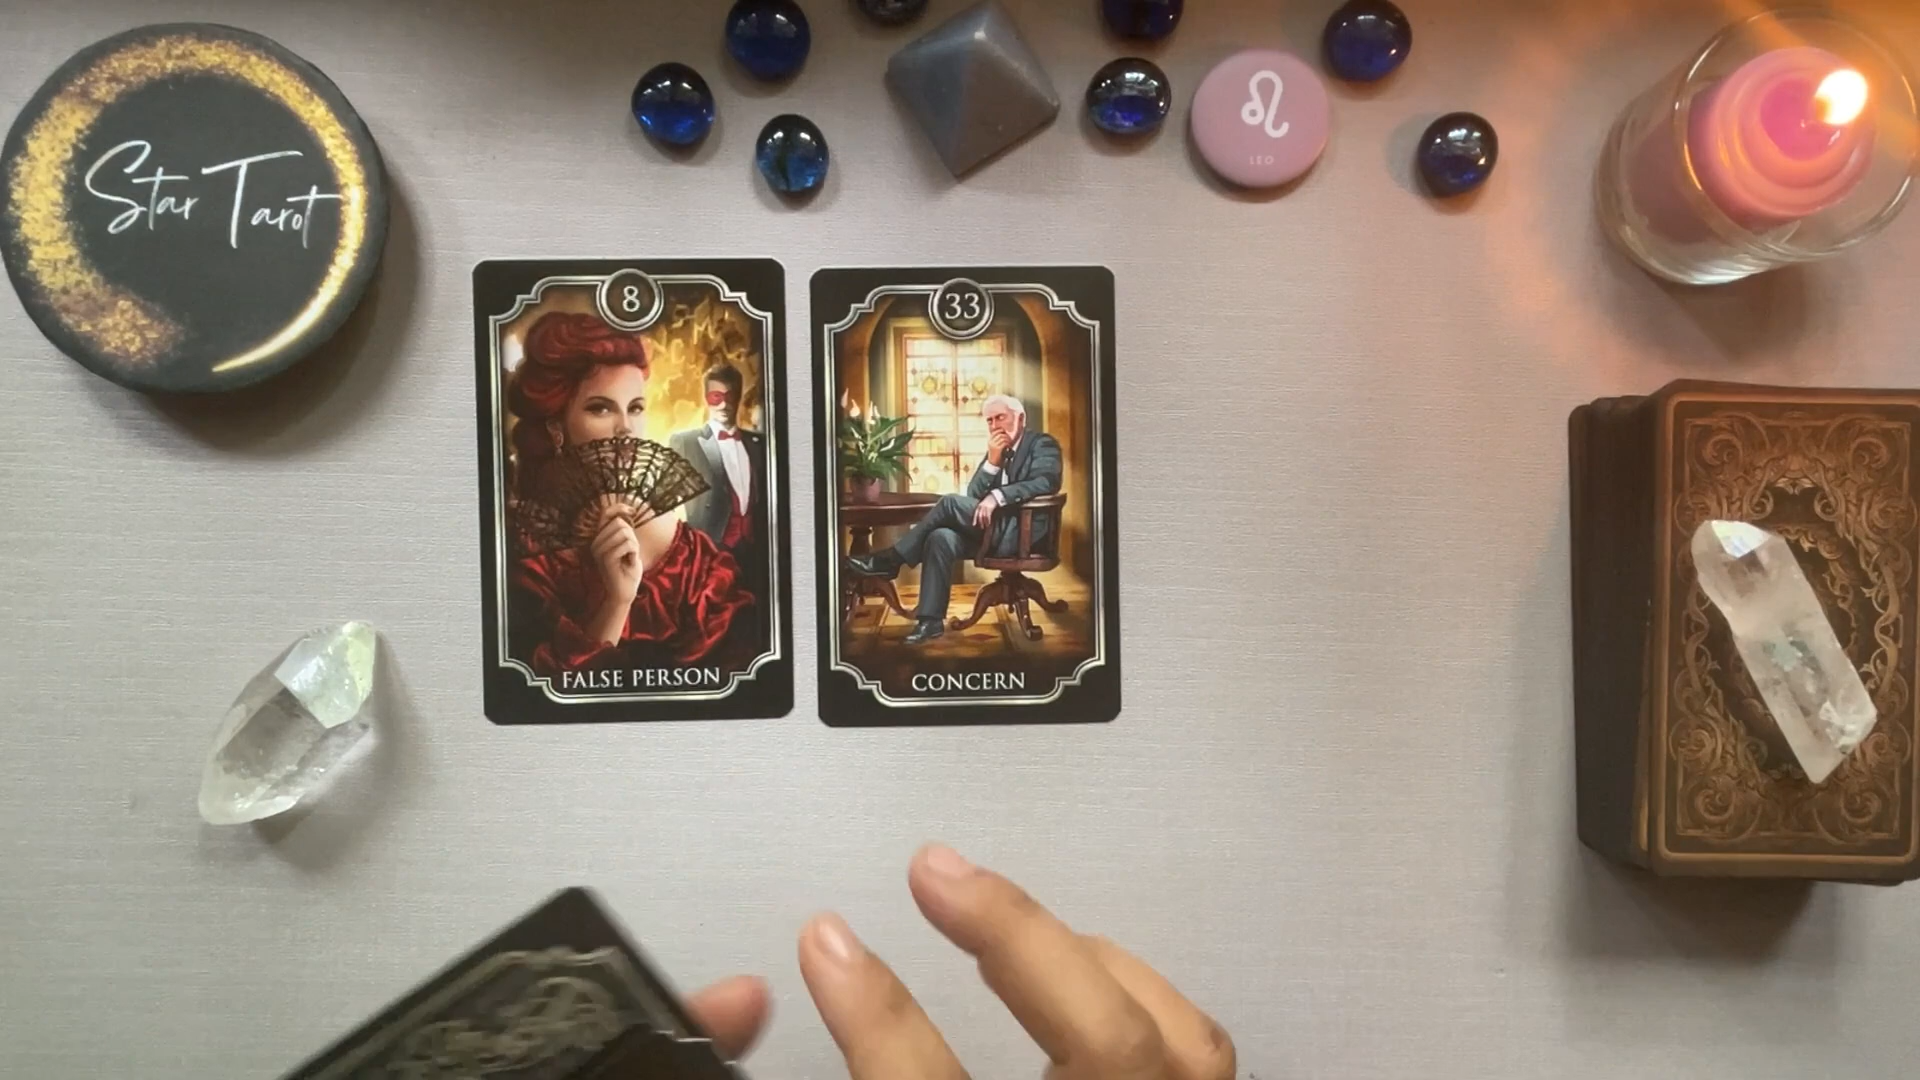 Star Tarot
LEO
8
33
FALSE PERSON
CONCERN